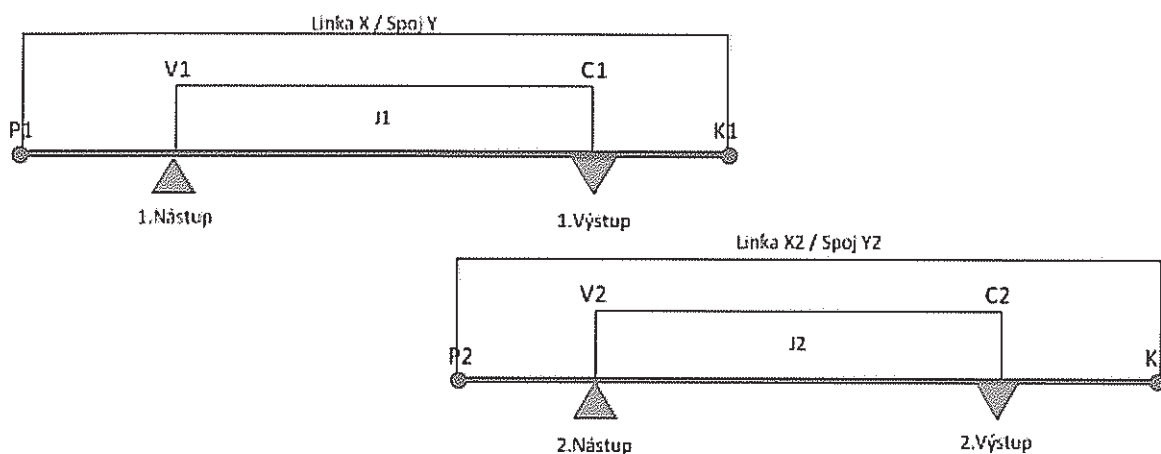 Linka X / Spoj Y
V1 C1
J1
P1 K1
1.Nástup 1.Výstup
Linka X2 / Spoj Y2
V2 C2
J2
P2 K
2.Nástup 2.Výstup